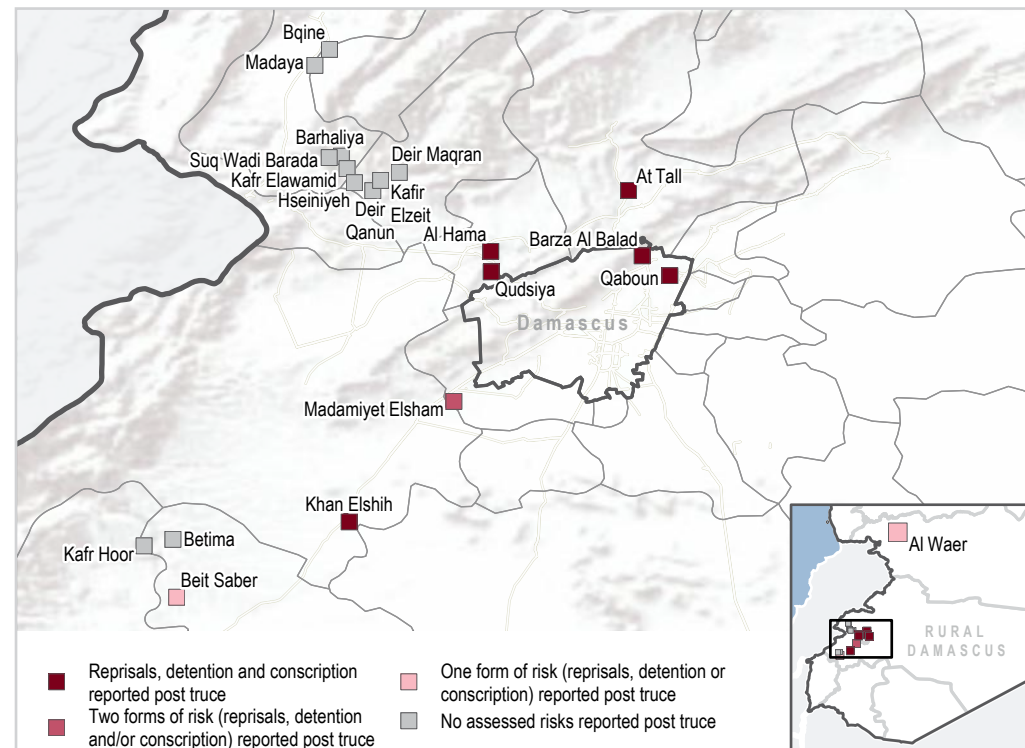 Bqine
Madaya
Barhaliya
Suq Wadi Barada
Deir Maqran
Kafr Elawamid
Kafir
Elzeit
Hseiniyeh
Deir
Qanun
At Tall
Al Hama
Barza Al Balad
Qudsiya
Qaboun
Damascus
Madamiyet Elsham
Khan Elshih
Kafr Hoor
Betima
Beit Saber
Al Waer
RURAL
DAMASCUS
Reprisals, detention and conscription
reported post truce
Two forms of risk (reprisals, detention
and/or conscription) reported post truce
One form of risk (reprisals, detention or
conscription) reported post truce
No assessed risks reported post truce